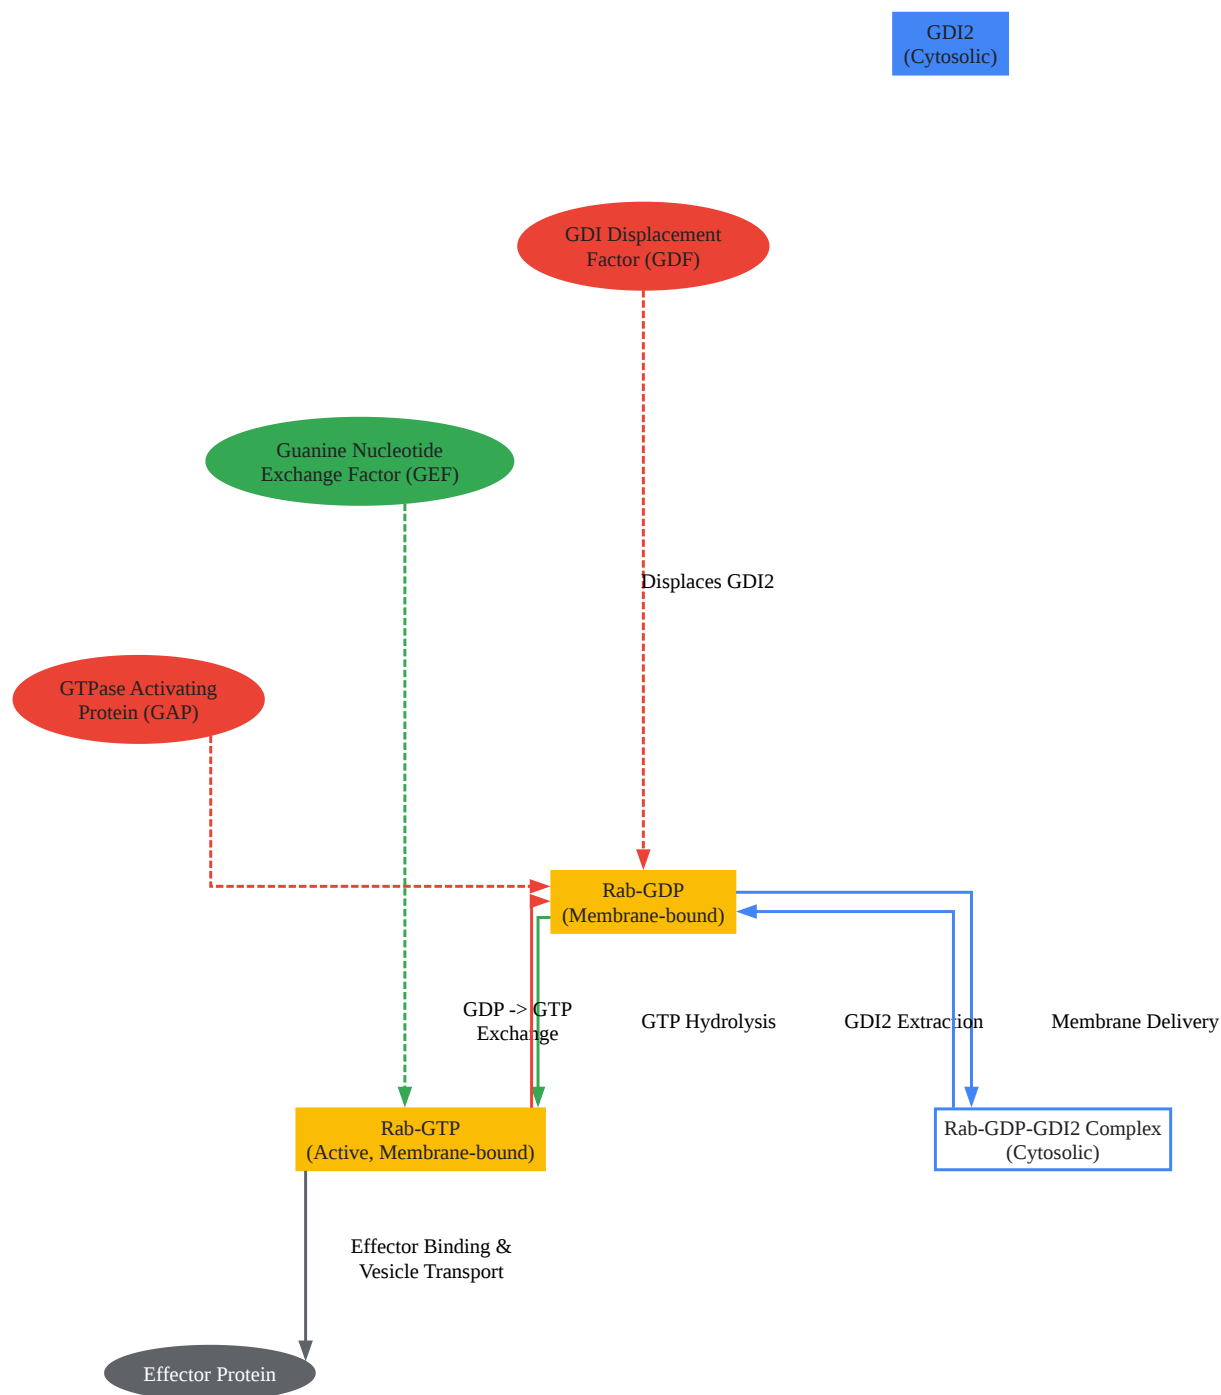 GDI2
(Cytosolic)
GDI Displacement
Factor (GDF)
Guanine Nucleotide
Exchange Factor (GEF)
Displaces GDI2
GTPase Activating
Protein (GAP)
Rab-GDP
(Membrane-bound)
GDP -> GTP
Exchange
GTP Hydrolysis
GDI2 Extraction
Membrane Delivery
Rab-GTP
(Active, Membrane-bound)
Rab-GDP-GDI2 Complex
(Cytosolic)
Effector Binding &
Vesicle Transport
Effector Protein